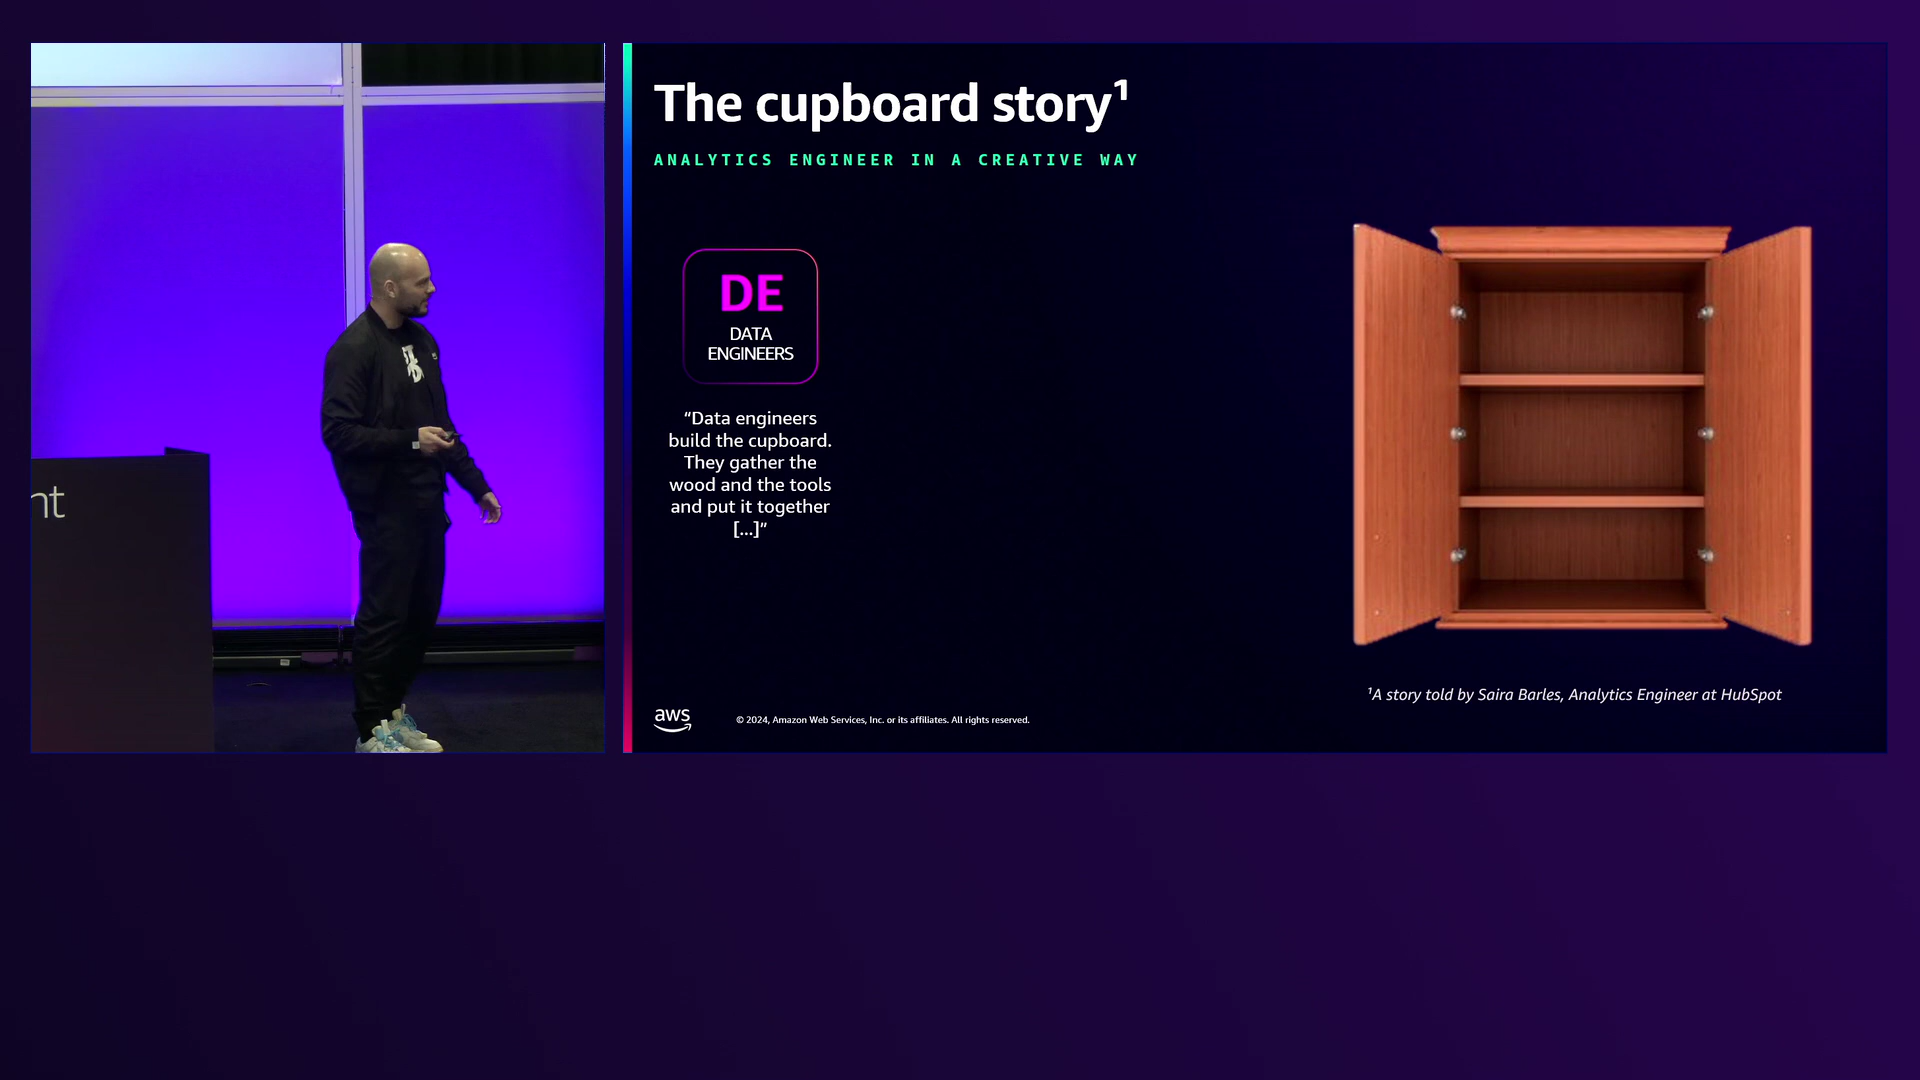 The cupboard story¹
ANALYTICS ENGINEER IN A CREATIVE WAY
DE
DATA
ENGINEERS
“Data engineers
build the cupboard.
They gather the
wood and the tools
and put it together
[...]”
¹A story told by Saira Barles, Analytics Engineer at HubSpot
aws
© 2024, Amazon Web Services, Inc. or its affiliates. All rights reserved.
nt